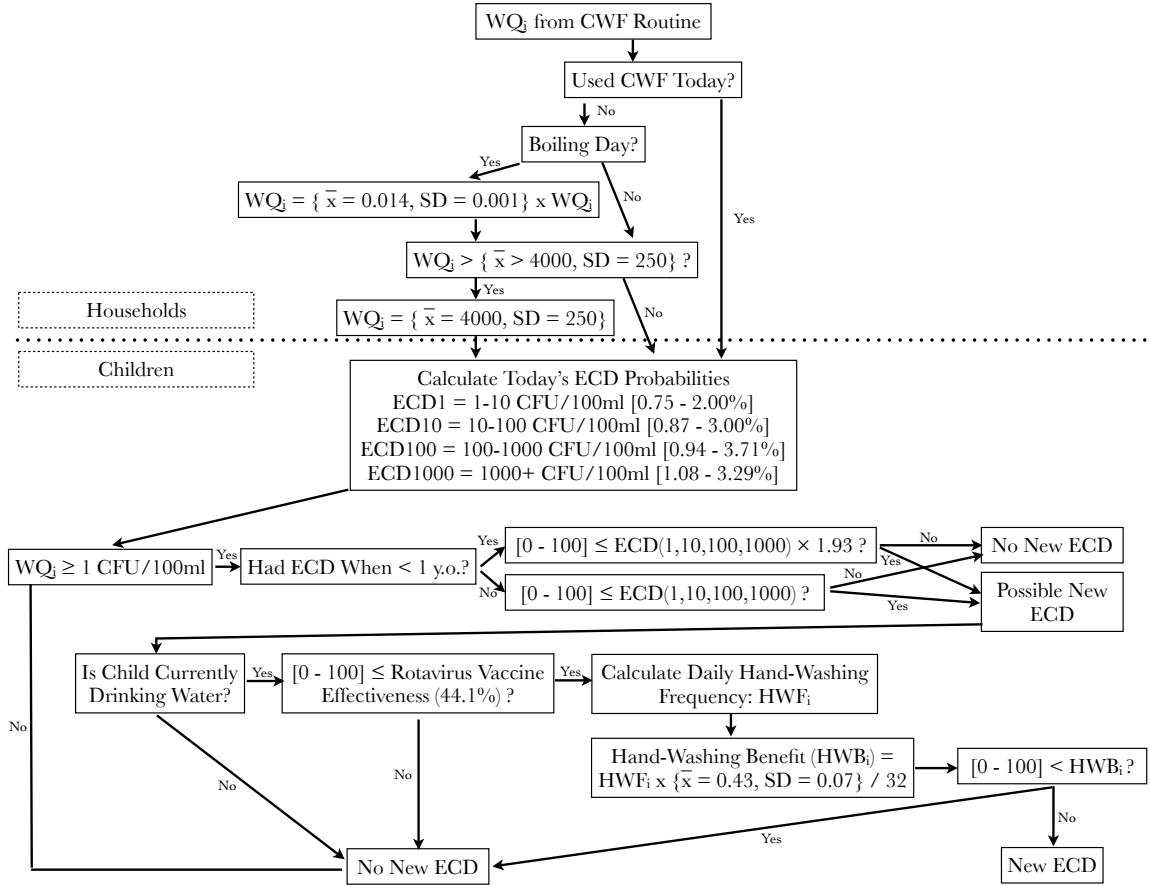 WQi from CWF Routine
Used CWF Today?
No
Boiling Day?
Yes
WQi = { x̄ = 0.014, SD = 0.001} x WQi
No
Yes
WQi > { x̄ > 4000, SD = 250} ?
Yes
No
Households
WQi = { x̄ = 4000, SD = 250}
Children
Calculate Today's ECD Probabilities
ECD1 = 1-10 CFU/100ml [0.75 - 2.00%]
ECD10 = 10-100 CFU/100ml [0.87 - 3.00%]
ECD100 = 100-1000 CFU/100ml [0.94 - 3.71%]
ECD1000 = 1000+ CFU/100ml [1.08 - 3.29%]
WQi ≥ 1 CFU/100ml
Yes
Had ECD When < 1 y.o.?
Yes
[0 - 100] ≤ ECD(1,10,100,1000) × 1.93 ?
No
Yes
No New ECD
No
[0 - 100] ≤ ECD(1,10,100,1000) ?
No
Yes
Possible New
ECD
Is Child Currently
Drinking Water?
Yes
[0 - 100] ≤ Rotavirus Vaccine
Effectiveness (44.1%) ?
Yes
Calculate Daily Hand-Washing
Frequency: HWFi
No
Hand-Washing Benefit (HWBi) =
HWFi x {x̄ = 0.43, SD = 0.07} / 32
[0 - 100] < HWBi ?
No
No
Yes
No
No New ECD
New ECD